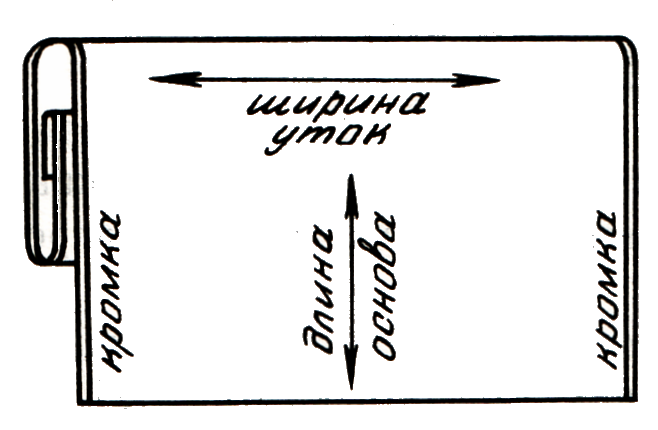 ширина
уток
кромка
длина
основа
кромка